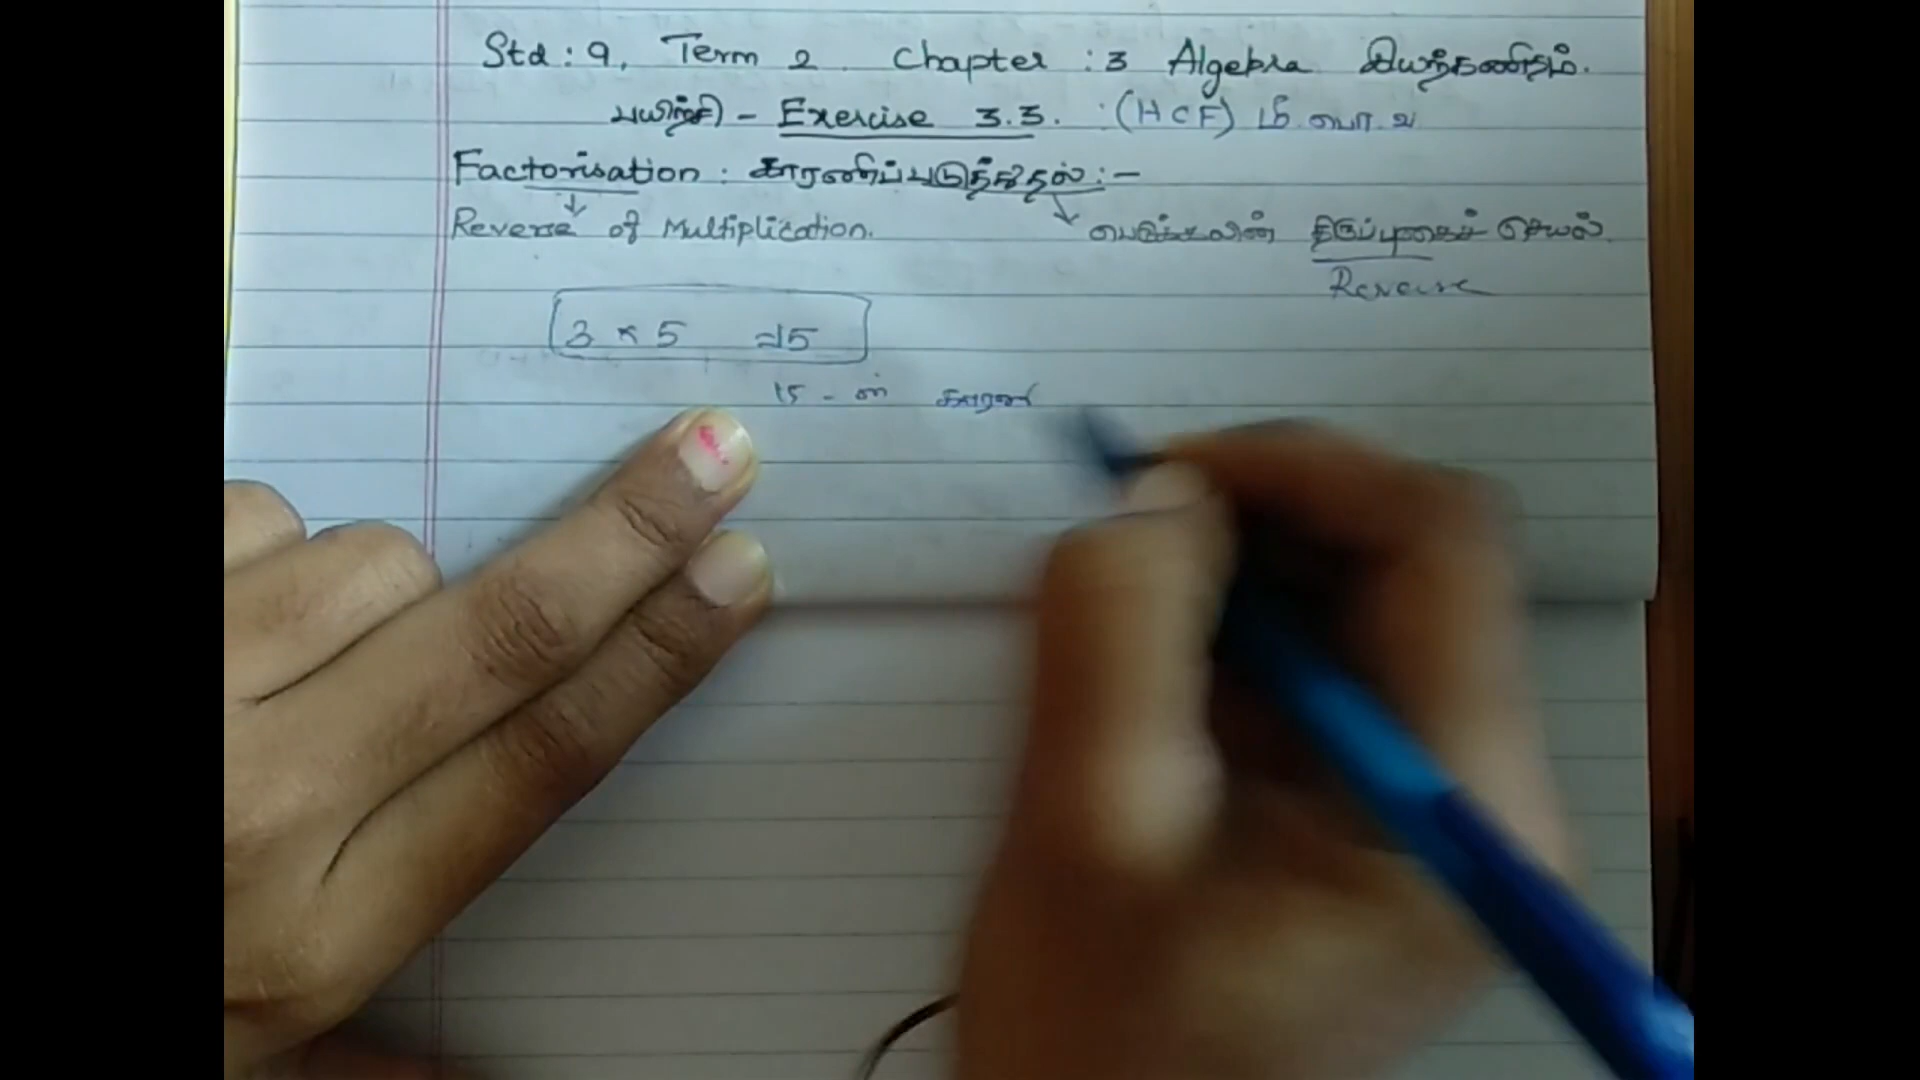 Std : 9, Term 2 Chapter : 3 Algebra இயற்கணிதம்.
பயிற்சி - Exercise 3.3. : (HCF) மீ.பொ.வ
Factorisation : காரணிப்படுத்துதல் :-
Reverse of Multiplication. பெருக்கலின் திருப்புகைச் செயல்.
Reverse
3 × 5 = 15
15 - ன் காரணி